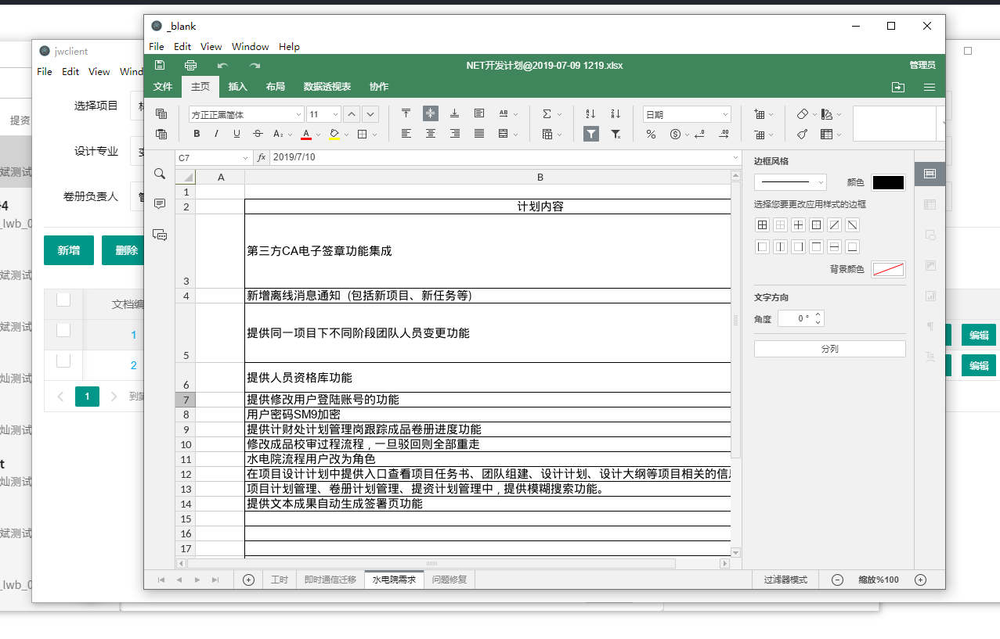 _blank
jwclient
File Edit View Window Help
File Edit View Wind
NET开发计划@2019-07-09 1219.xlsx
管理员
文件 主页 插入 布局 数据透视表 协作
选择项目
提资
设计专业
斌测试
卷册负责人
_lwb_0
新增 删除
斌测试
文档编
1
斌测试
2
灿测试
1 到第
灿测试
灿测试
斌测试
_lwb_0
编辑
编辑
方正正黑简体 11
日期
C7 fx 2019/7/10
A B
1
2 计划内容
3 第三方CA电子签章功能集成
4 新增离线消息通知 (包括新项目、新任务等)
5 提供同一项目下不同阶段团队人员变更功能
6 提供人员资格库功能
7 提供修改用户登陆账号的功能
8 用户密码SM9加密
9 提供计财处计划管理岗跟踪成品卷册进度功能
10 修改成品校审过程流程，一旦驳回则全部重走
11 水电院流程用户改为角色
12 在项目设计计划中提供入口查看项目任务书、团队组建、设计计划、设计大纲等项目相关的信
13 项目计划管理、卷册计划管理、提资计划管理中，提供模糊搜索功能。
14 提供文本成果自动生成签署页功能
15
16
17
边框风格
颜色
选择您要更改应用样式的边框
背景颜色
文字方向
角度 0 °
分列
工时 即时通信迁移 水电院需求 问题修复
过滤器模式 缩放%100